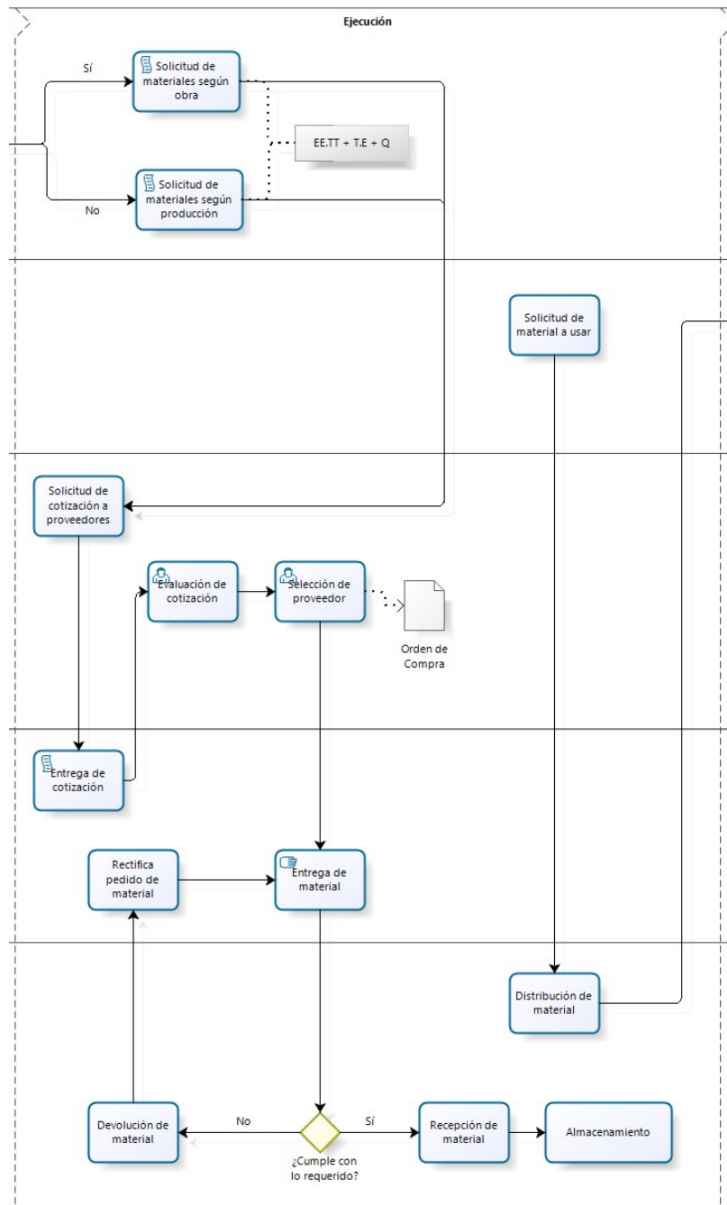 Ejecución
Sí
Solicitud de
materiales según
obra
EE.TT + T.E + Q
No
Solicitud de
materiales según
producción
Solicitud de
material a usar
Solicitud de
cotización a
proveedores
Evaluación de
cotización
Selección de
proveedor
Orden de
Compra
Entrega de
cotización
Rectifica
pedido de
material
Entrega de
material
Distribución de
material
Devolución de
material
No
¿Cumple con
lo requerido?
Sí
Recepción de
material
Almacenamiento